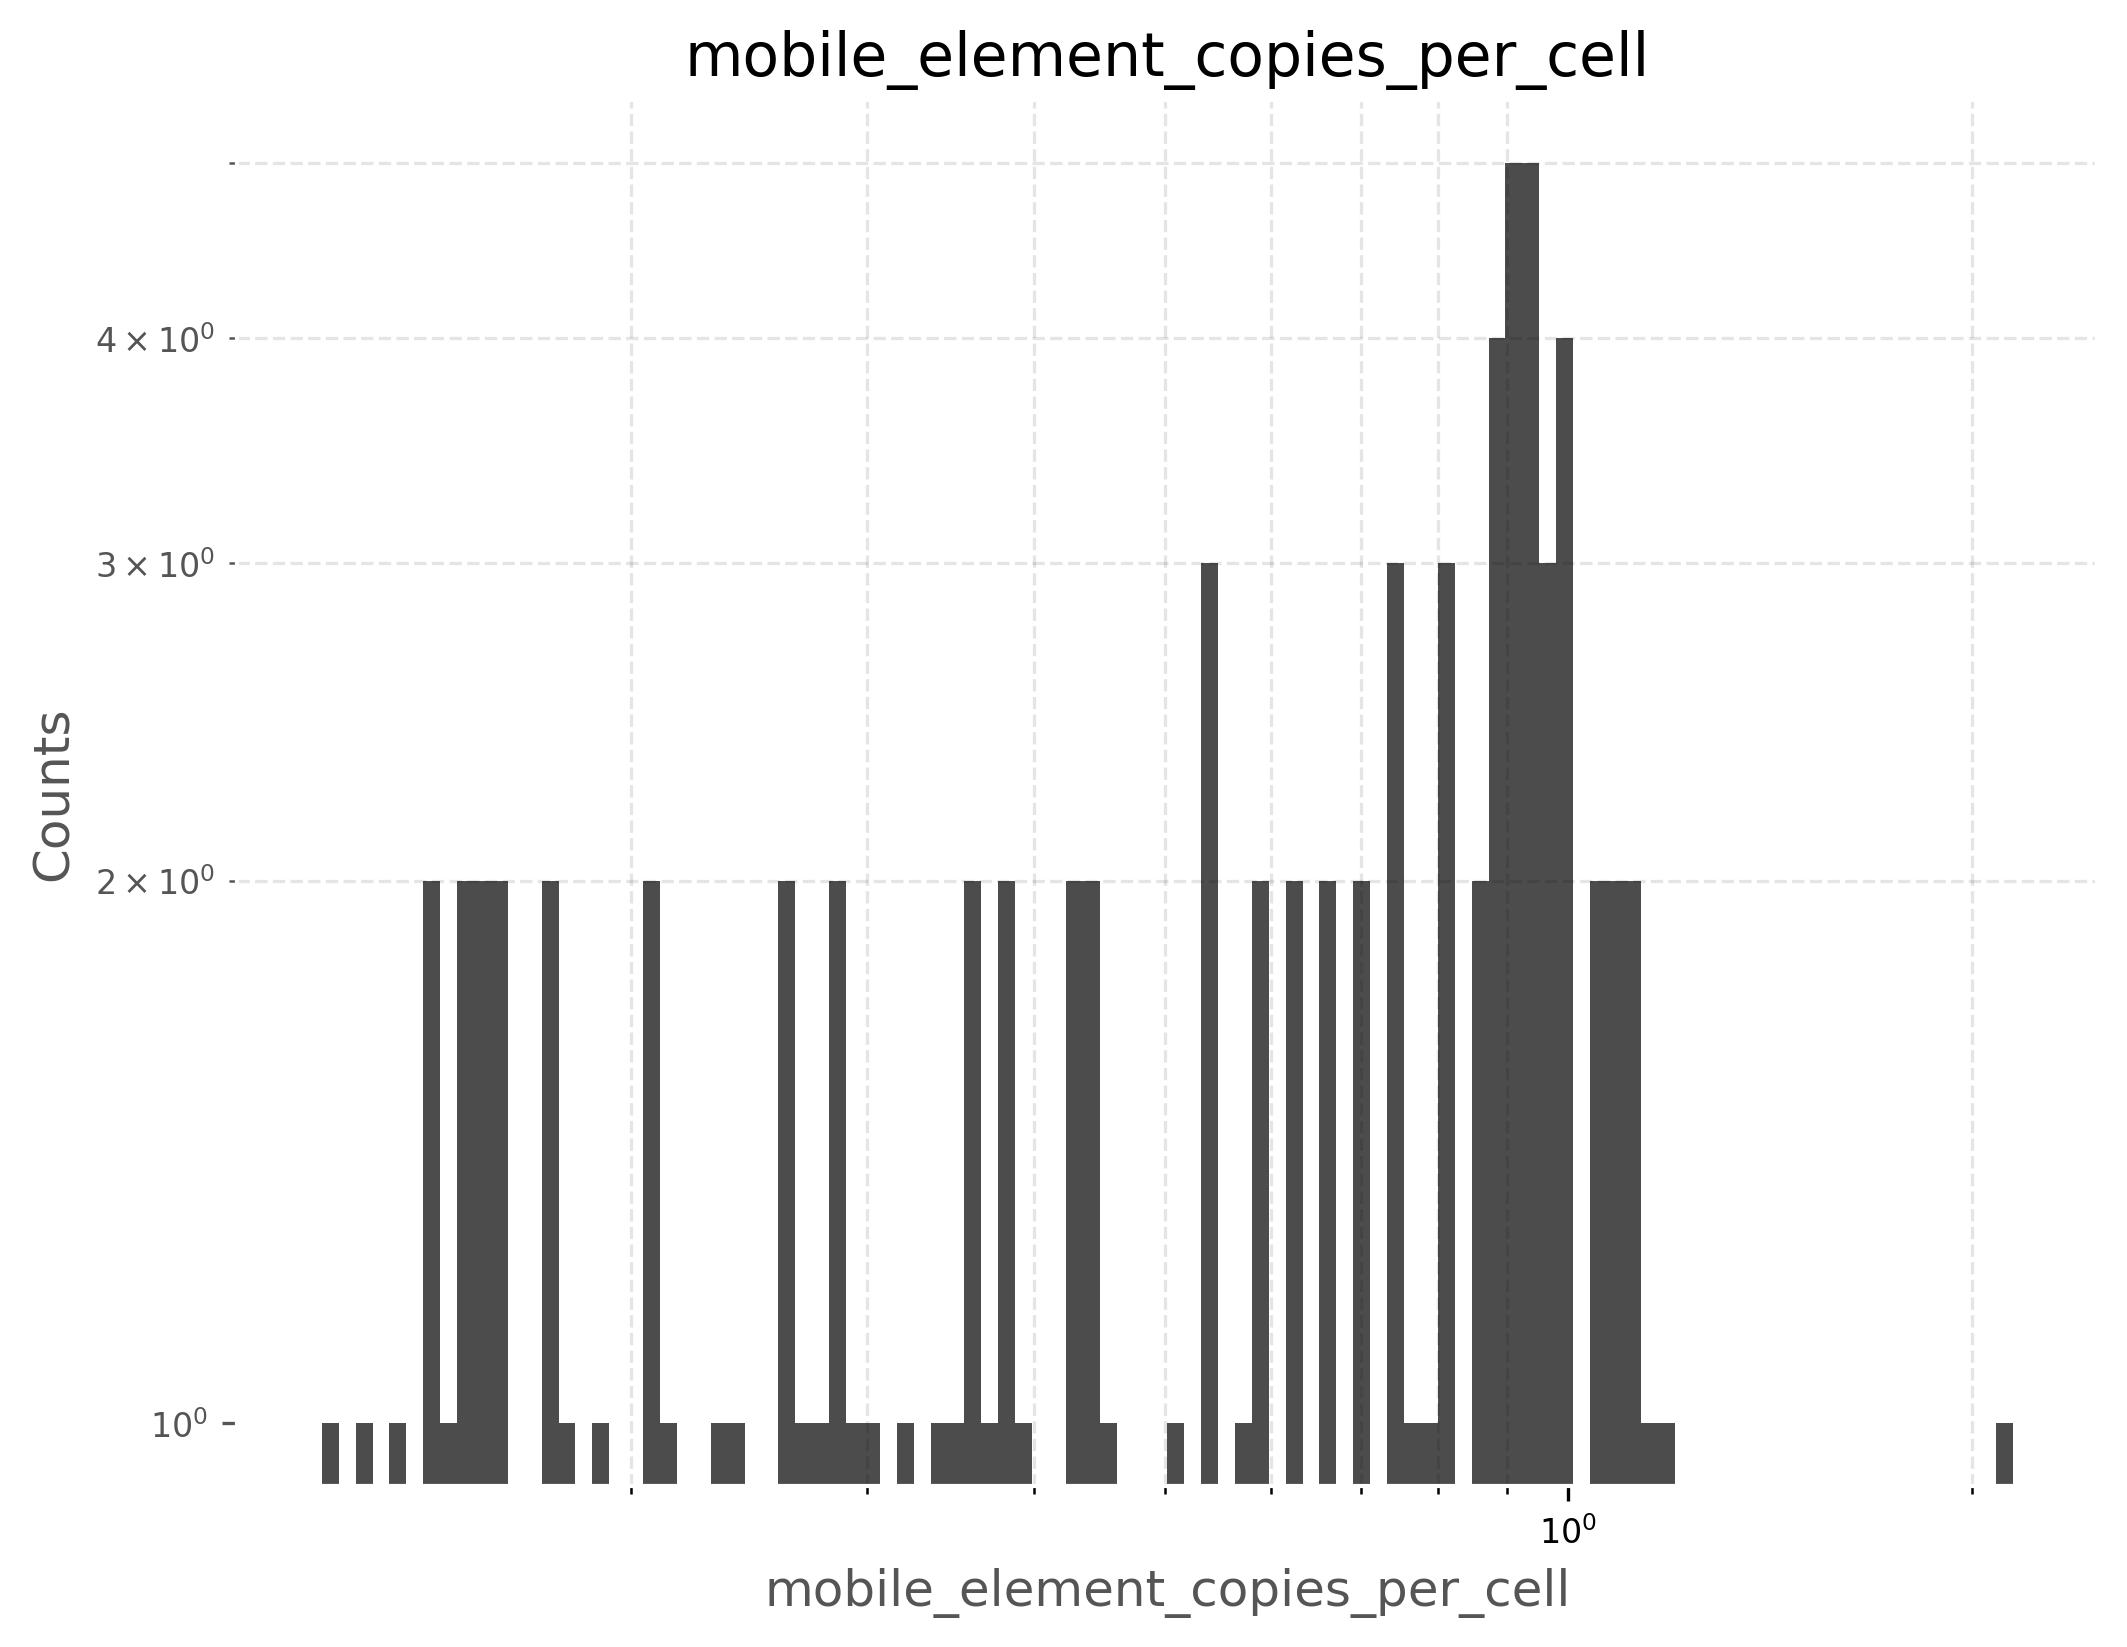 mobile_element_copies_per_cell
4 × 10⁰
3 × 10⁰
2 × 10⁰
10⁰
Counts
10⁰
mobile_element_copies_per_cell